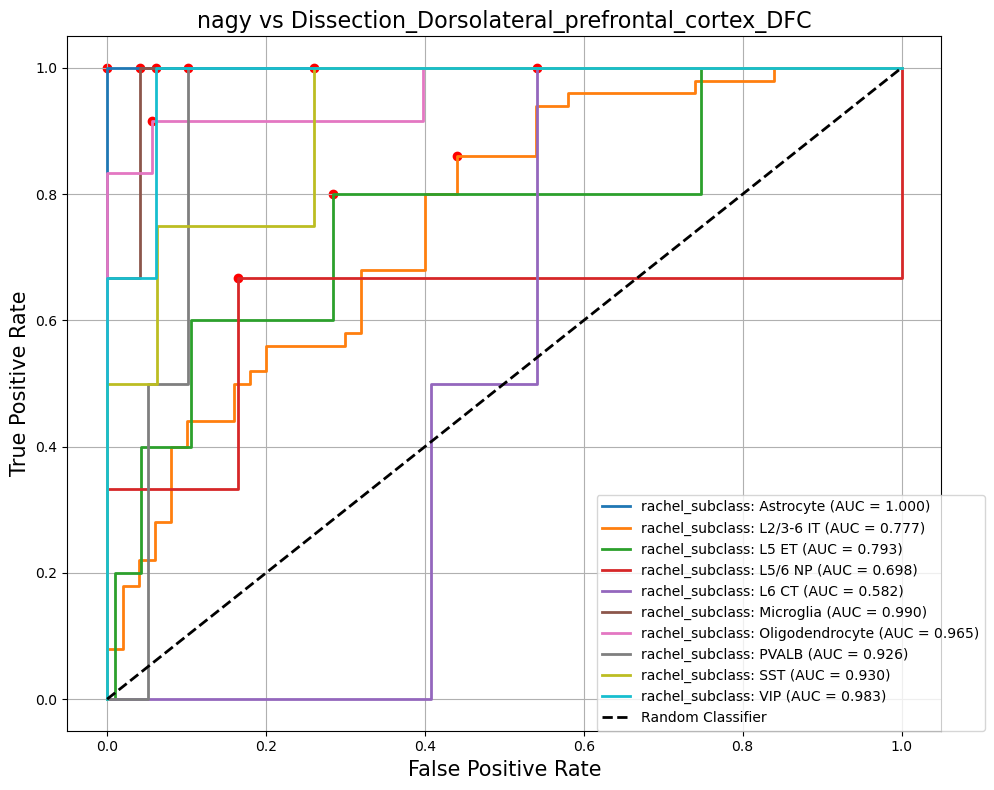 nagy vs Dissection_Dorsolateral_prefrontal_cortex_DFC
True Positive Rate
1.0
0.8
0.6
0.4
0.2
0.0
rachel_subclass: Astrocyte (AUC = 1.000)
rachel_subclass: L2/3-6 IT (AUC = 0.777)
rachel_subclass: L5 ET (AUC = 0.793)
rachel_subclass: L5/6 NP (AUC = 0.698)
rachel_subclass: L6 CT (AUC = 0.582)
rachel_subclass: Microglia (AUC = 0.990)
rachel_subclass: Oligodendrocyte (AUC = 0.965)
rachel_subclass: PVALB (AUC = 0.926)
rachel_subclass: SST (AUC = 0.930)
rachel_subclass: VIP (AUC = 0.983)
Random Classifier
0.0 0.2 0.4 0.6 0.8 1.0
False Positive Rate